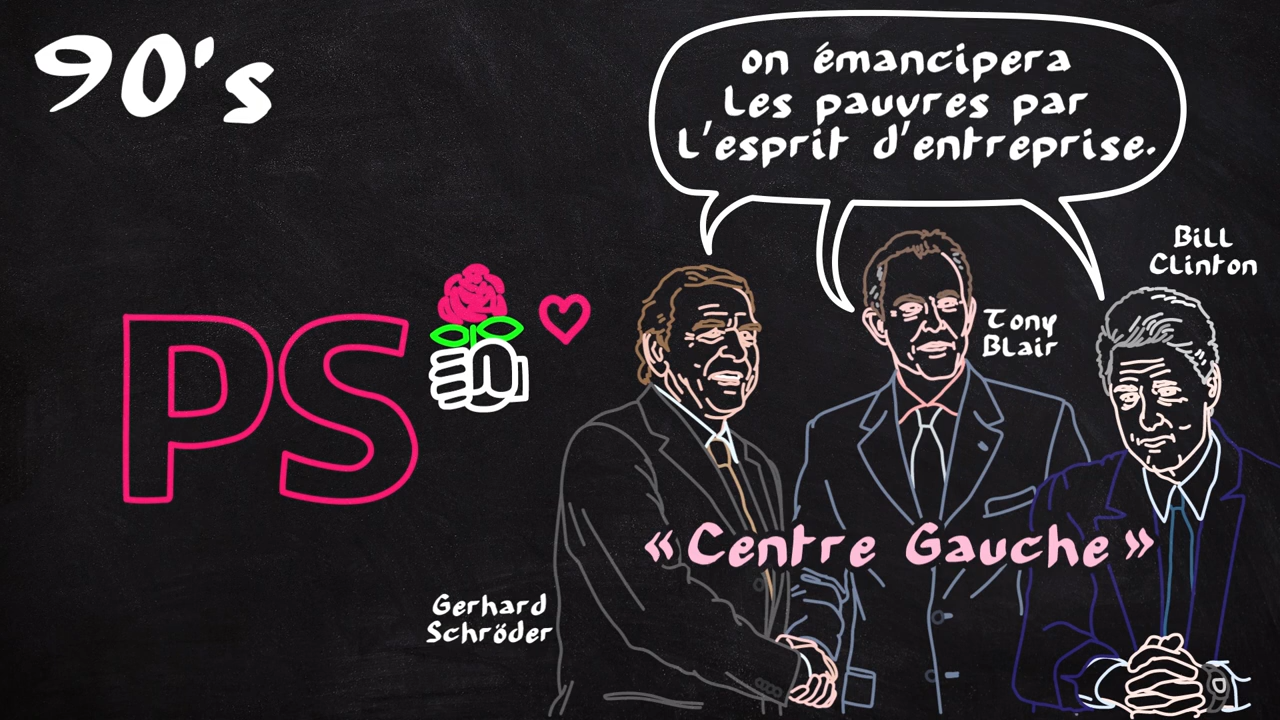 90's
on émancipera
les pauvres par
l'esprit d'entreprise.
Bill
Clinton
Tony
Blair
PS
« Centre Gauche »
Gerhard
Schröder